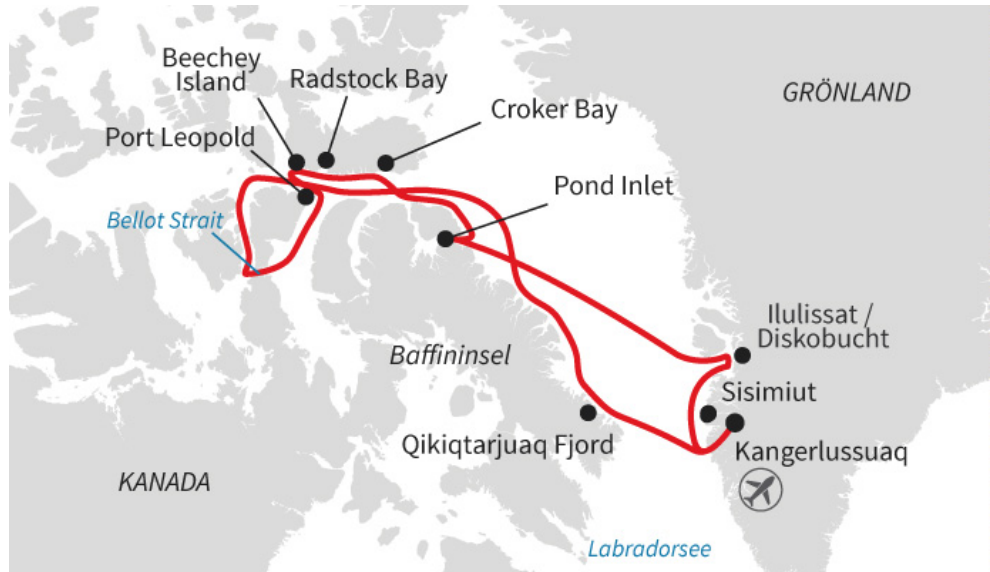 Beechey
Island
Radstock Bay
GRÖNLAND
Croker Bay
Port Leopold
Pond Inlet
Bellot Strait
Ilulissat /
Diskobucht
Baffininsel
Sisimiut
Qikiqtarjuaq Fjord
Kangerlussuaq
KANADA
Labradorsee